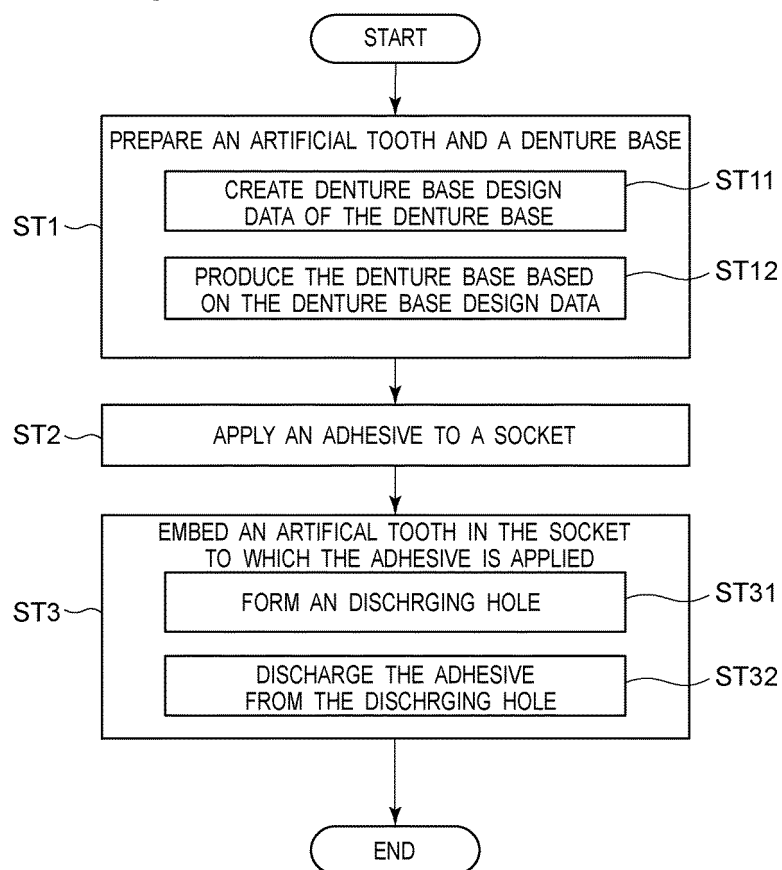 START
PREPARE AN ARTIFICIAL TOOTH AND A DENTURE BASE
ST1
CREATE DENTURE BASE DESIGN
DATA OF THE DENTURE BASE
ST11
PRODUCE THE DENTURE BASE BASED
ON THE DENTURE BASE DESIGN DATA
ST12
ST2
APPLY AN ADHESIVE TO A SOCKET
EMBED AN ARTIFICAL TOOTH IN THE SOCKET
TO WHICH THE ADHESIVE IS APPLIED
ST3
FORM AN DISCHRGING HOLE
ST31
DISCHARGE THE ADHESIVE
FROM THE DISCHRGING HOLE
ST32
END